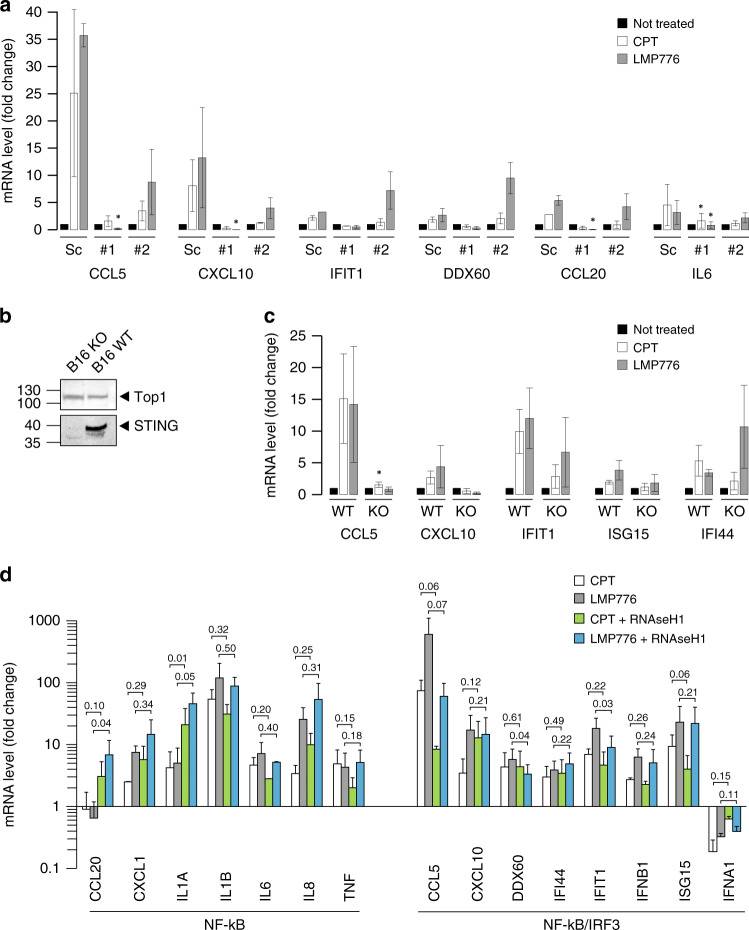 a
mRNA level (fold change)
40
35
30
25
20
15
10
5
0
Not treated
CPT
LMP776
* * * * *
Sc #1 #2 Sc #1 #2 Sc #1 #2 Sc #1 #2 Sc #1 #2 Sc #1 #2
CCL5 CXCL10 IFIT1 DDX60 CCL20 IL6
b
B16 KO
B16 WT
130
100
Top1
40
35
STING
c
mRNA level (fold change)
25
20
15
10
5
0
Not treated
CPT
LMP776
*
WT KO WT KO WT KO WT KO WT KO
CCL5 CXCL10 IFIT1 ISG15 IFI44
d
mRNA level (fold change)
1000
100
10
1
0.1
CPT
LMP776
CPT + RNAseH1
LMP776 + RNAseH1
0.10
0.04
0.29
0.34
0.01
0.05
0.32
0.50
0.20
0.40
0.25
0.31
0.15
0.18
0.06
0.07
0.12
0.21
0.61
0.04
0.49
0.22
0.22
0.03
0.26
0.24
0.06
0.21
0.15
0.11
CCL20 CXCL1 IL1A IL1B IL6 IL8 TNF CCL5 CXCL10 DDX60 IFI44 IFIT1 IFNB1 ISG15 IFNA1
NF-kB NF-kB/IRF3